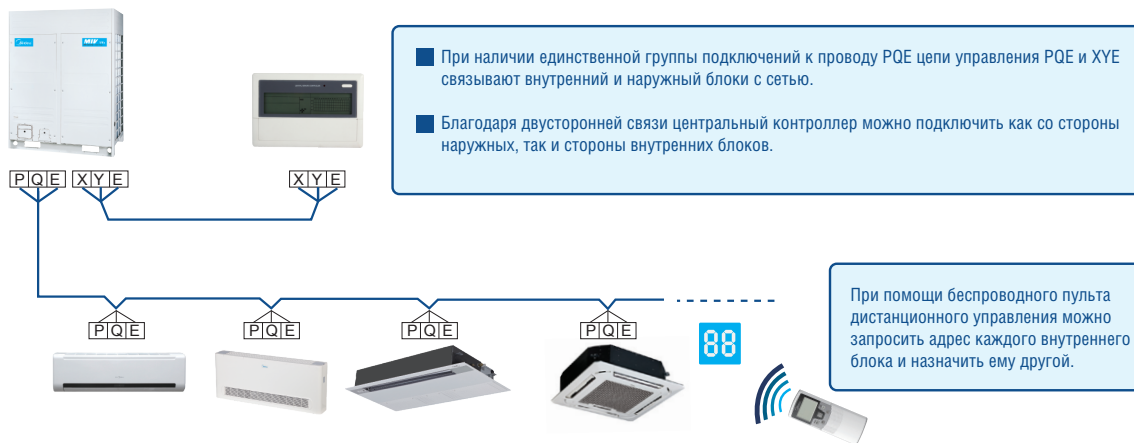 Midea
MIV
При наличии единственной группы подключений к проводу PQE цепи управления PQE и XYE
связывают внутренний и наружный блоки с сетью.
Благодаря двусторонней связи центральный контроллер можно подключить как со стороны
наружных, так и стороны внутренних блоков.
P Q E X Y E
X Y E
При помощи беспроводного пульта
дистанционного управления можно
запросить адрес каждого внутреннего
блока и назначить ему другой.
P Q E
P Q E
P Q E
P Q E
88